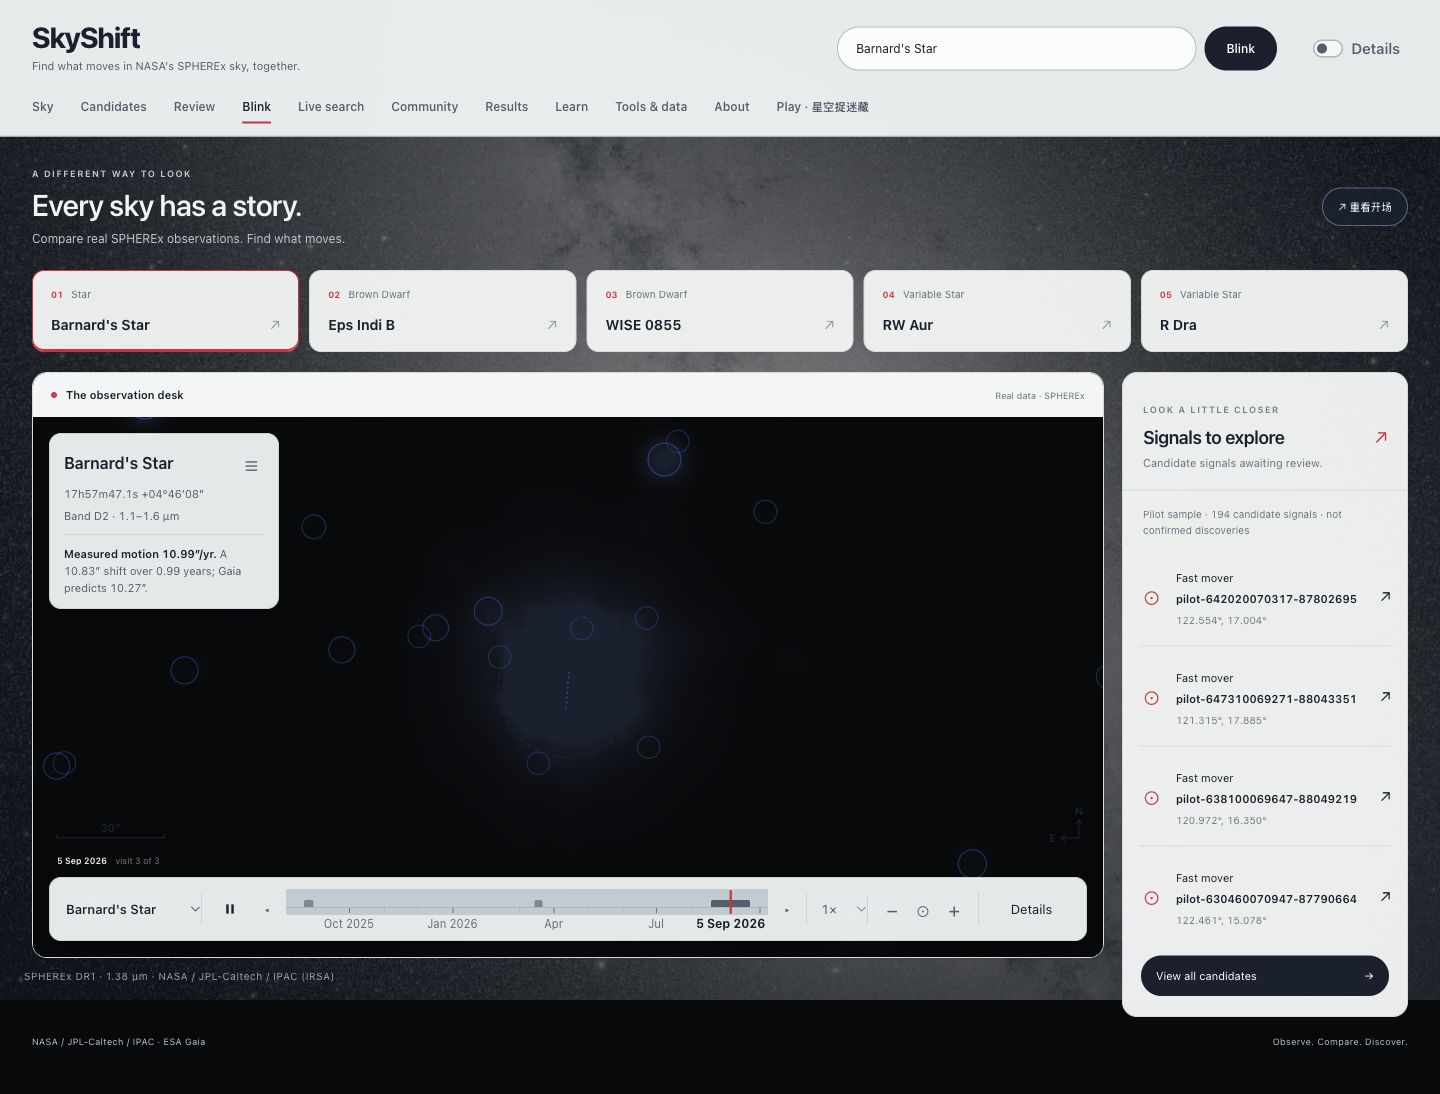 SkyShift
Find what moves in NASA's SPHEREx sky, together.
Barnard's Star
Blink
Details
Sky
Candidates
Review
Blink
Live search
Community
Results
Learn
Tools & data
About
Play · 星空捉迷藏
A DIFFERENT WAY TO LOOK
Every sky has a story.
Compare real SPHEREx observations. Find what moves.
↗ 重看开场
01 Star
Barnard's Star
02 Brown Dwarf
Eps Indi B
03 Brown Dwarf
WISE 0855
04 Variable Star
RW Aur
05 Variable Star
R Dra
The observation desk
Real data · SPHEREx
Barnard's Star
17h57m47.1s +04°46′08″
Band D2 · 1.1–1.6 µm
Measured motion 10.99″/yr. A
10.83″ shift over 0.99 years; Gaia
predicts 10.27″.
30″
N
E
5 Sep 2026 visit 3 of 3
Barnard's Star
Oct 2025
Jan 2026
Apr
Jul
5 Sep 2026
1×
Details
SPHEREx DR1 · 1.38 µm · NASA / JPL-Caltech / IPAC (IRSA)
LOOK A LITTLE CLOSER
Signals to explore
Candidate signals awaiting review.
Pilot sample · 194 candidate signals · not
confirmed discoveries
Fast mover
pilot-642020070317-87802695
122.554°, 17.004°
Fast mover
pilot-647310069271-88043351
121.315°, 17.885°
Fast mover
pilot-638100069647-88049219
120.972°, 16.350°
Fast mover
pilot-630460070947-87790664
122.461°, 15.078°
View all candidates →
NASA / JPL-Caltech / IPAC · ESA Gaia
Observe. Compare. Discover.